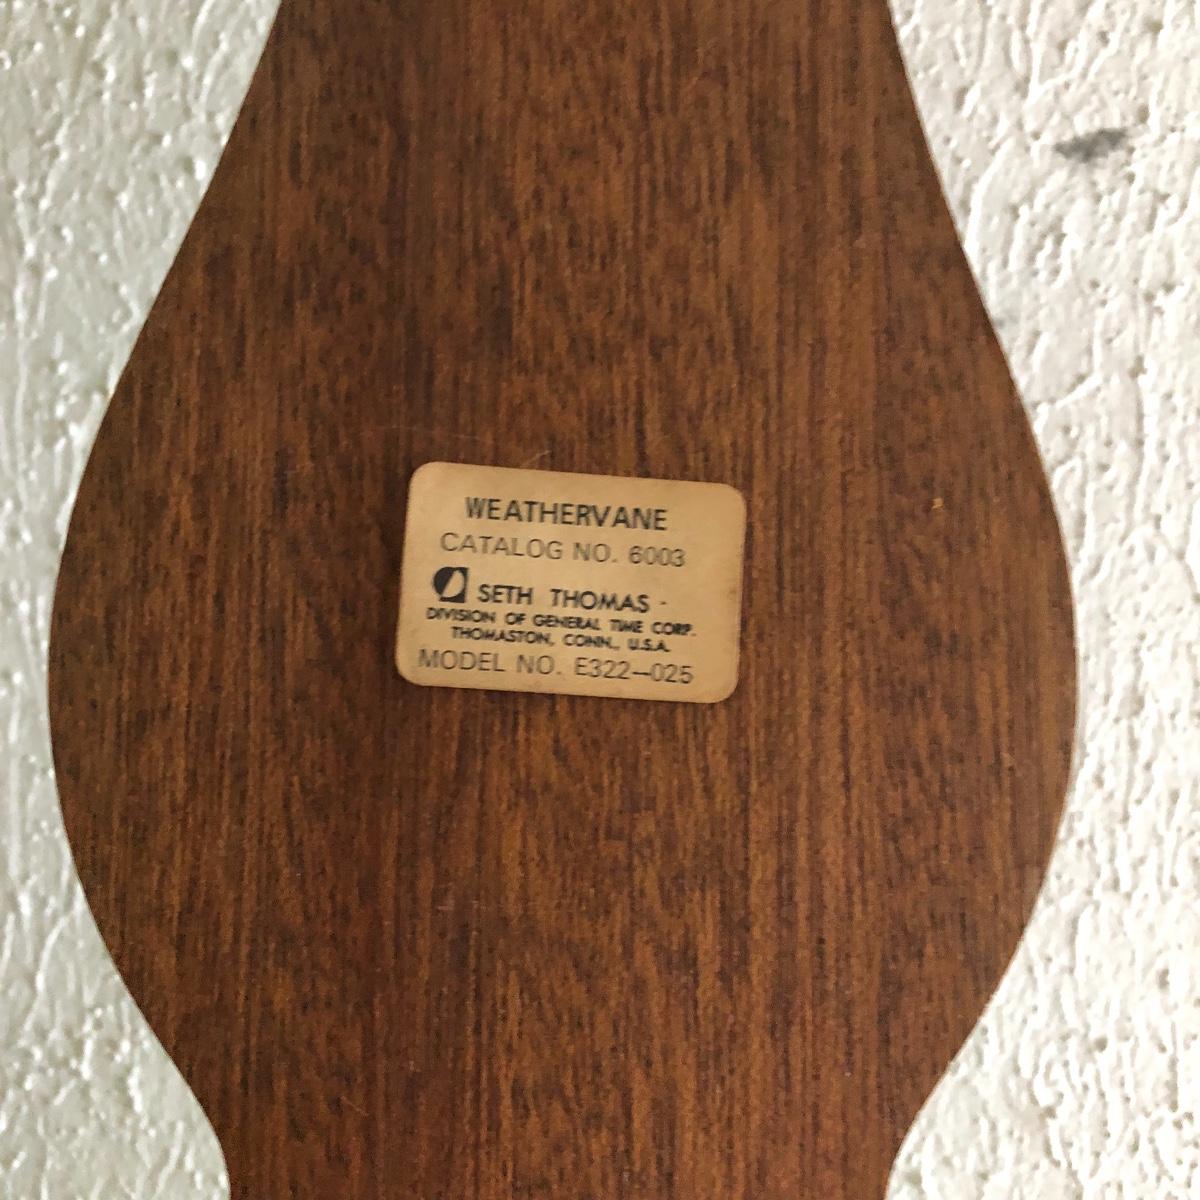 WEATHERVANE
CATALOG NO. 6003
SETH THOMAS
DIVISION OF GENERAL TIME CORP.
THOMASTON, CONN., U.S.A.
MODEL NO. E322-025